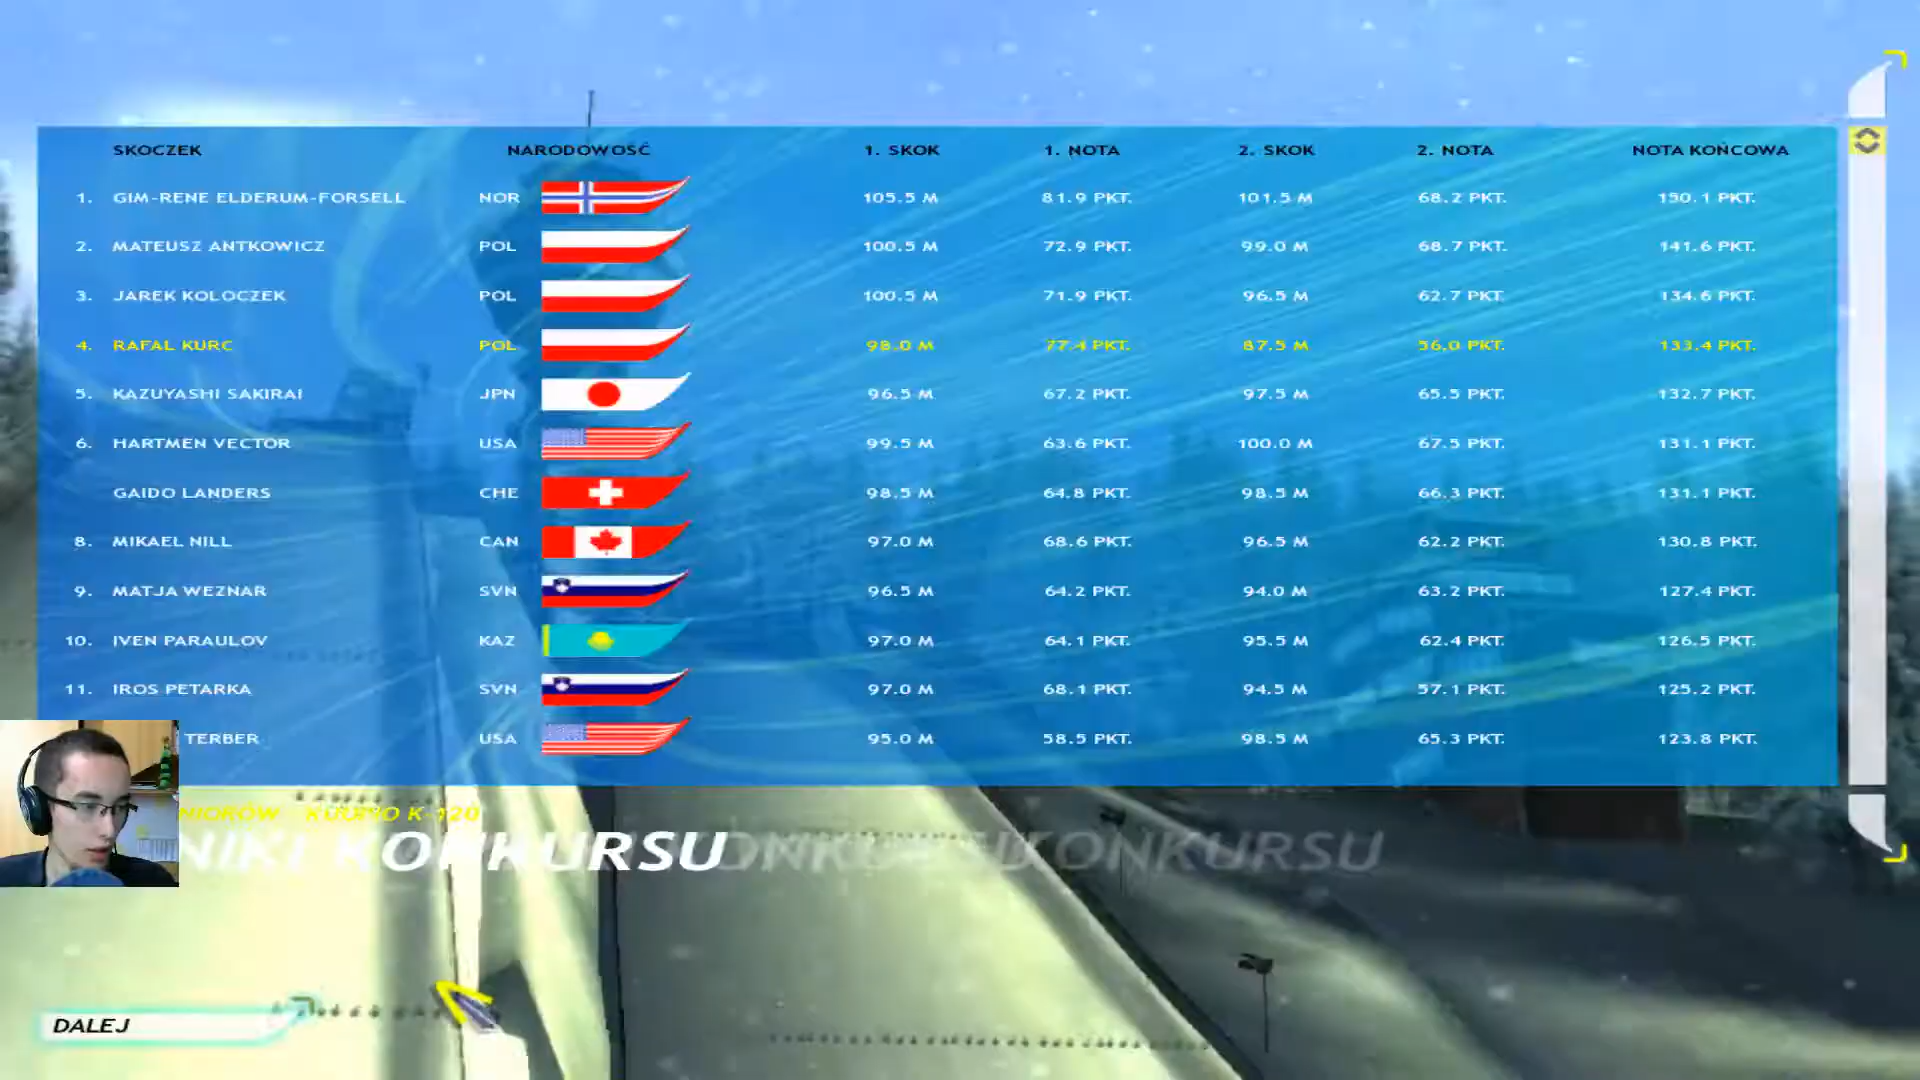 SKOCZEK NARODOWOŚĆ 1. SKOK 1. NOTA 2. SKOK 2. NOTA NOTA KOŃCOWA
1. GIM-RENE ELDERUM-FORSELL NOR 105.5 M 81.9 PKT. 101.5 M 68.2 PKT. 150.1 PKT.
2. MATEUSZ ANTKOWICZ POL 100.5 M 72.9 PKT. 99.0 M 68.7 PKT. 141.6 PKT.
3. JAREK KOLOCZEK POL 100.5 M 71.9 PKT. 96.5 M 62.7 PKT. 134.6 PKT.
4. RAFAL KURC POL 98.0 M 77.4 PKT. 87.5 M 56.0 PKT. 133.4 PKT.
5. KAZUYASHI SAKIRAI JPN 96.5 M 67.2 PKT. 97.5 M 65.5 PKT. 132.7 PKT.
6. HARTMEN VECTOR USA 99.5 M 63.6 PKT. 100.0 M 67.5 PKT. 131.1 PKT.
GAIDO LANDERS CHE 98.5 M 64.8 PKT. 98.5 M 66.3 PKT. 131.1 PKT.
8. MIKAEL NILL CAN 97.0 M 68.6 PKT. 96.5 M 62.2 PKT. 130.8 PKT.
9. MATJA WEZNAR SVN 96.5 M 64.2 PKT. 94.0 M 63.2 PKT. 127.4 PKT.
10. IVEN PARAULOV KAZ 97.0 M 64.1 PKT. 95.5 M 62.4 PKT. 126.5 PKT.
11. IROS PETARKA SVN 97.0 M 68.1 PKT. 94.5 M 57.1 PKT. 125.2 PKT.
TERBER USA 95.0 M 58.5 PKT. 98.5 M 65.3 PKT. 123.8 PKT.
NIORÓW - KUOPIO K-120
NIKI KONKURSU KONKURSU
DALEJ